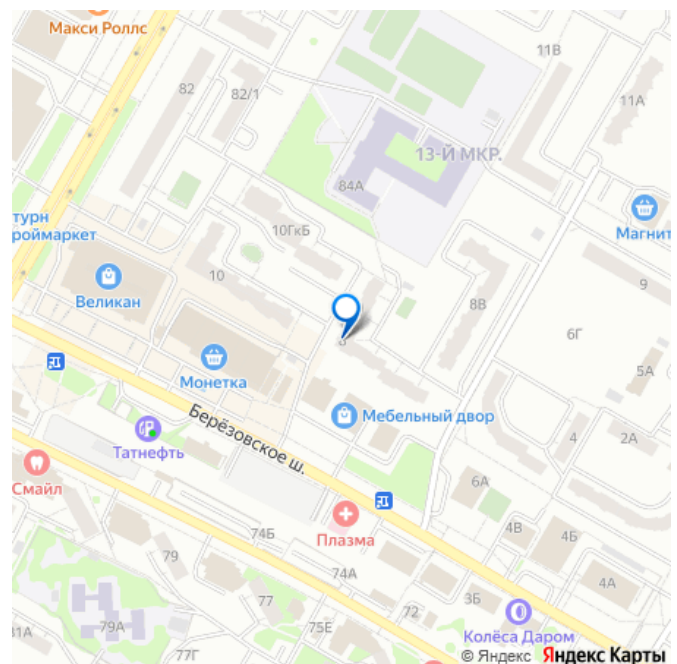 Макси Роллс
11В
82
82/1
11А
13-Й МКР.
84А
турн
роймаркет
10ГкБ
Магнит
10
Великан
8В
9
6Г
8
5А
Монетка
Мебельный двор
Берёзовское ш.
4
2А
Татнефть
Смайл
6А
Плазма
4В
4Б
74Б
79
74А
4А
77
3Б
72
Колёса Даром
31А
79А
75Е
77Г
© Яндекс Яндекс Карты